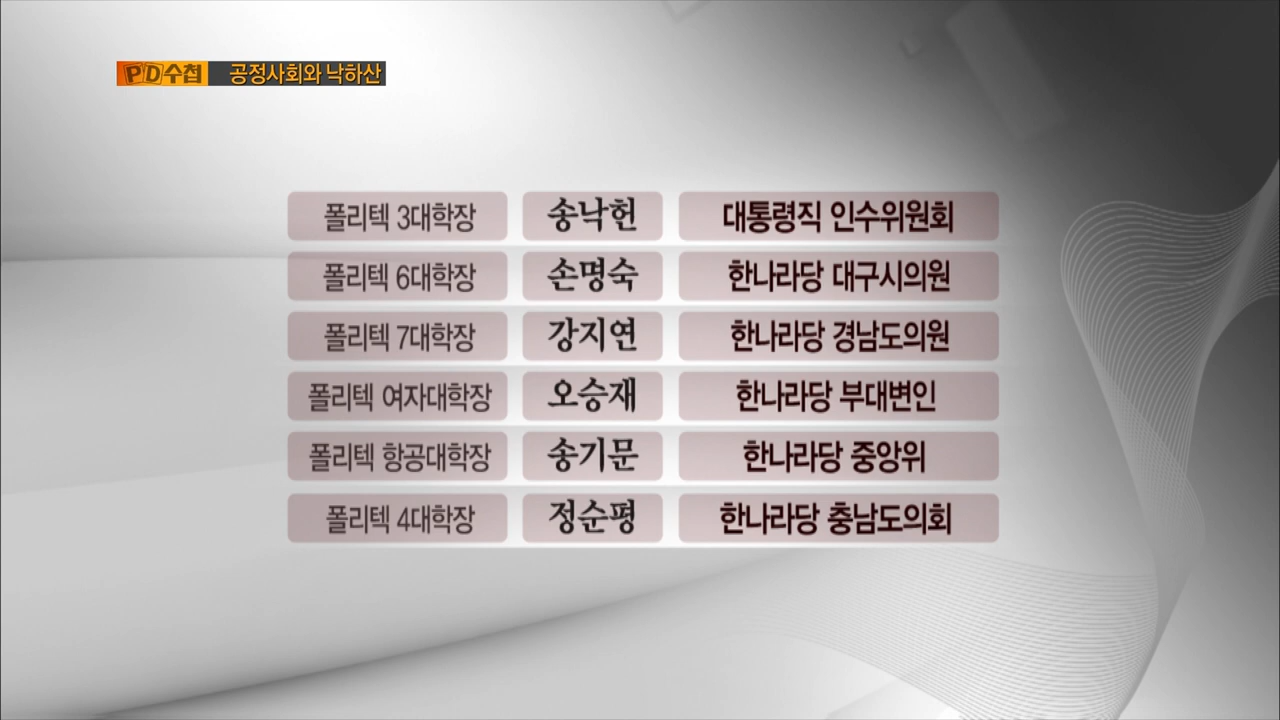 PD수첩 공정사회와 낙하산
폴리텍 3대학장 송낙헌 대통령직 인수위원회
폴리텍 6대학장 손명숙 한나라당 대구시의원
폴리텍 7대학장 강지연 한나라당 경남도의원
폴리텍 여자대학장 오승재 한나라당 부대변인
폴리텍 항공대학장 송기문 한나라당 중앙위
폴리텍 4대학장 정순평 한나라당 충남도의회